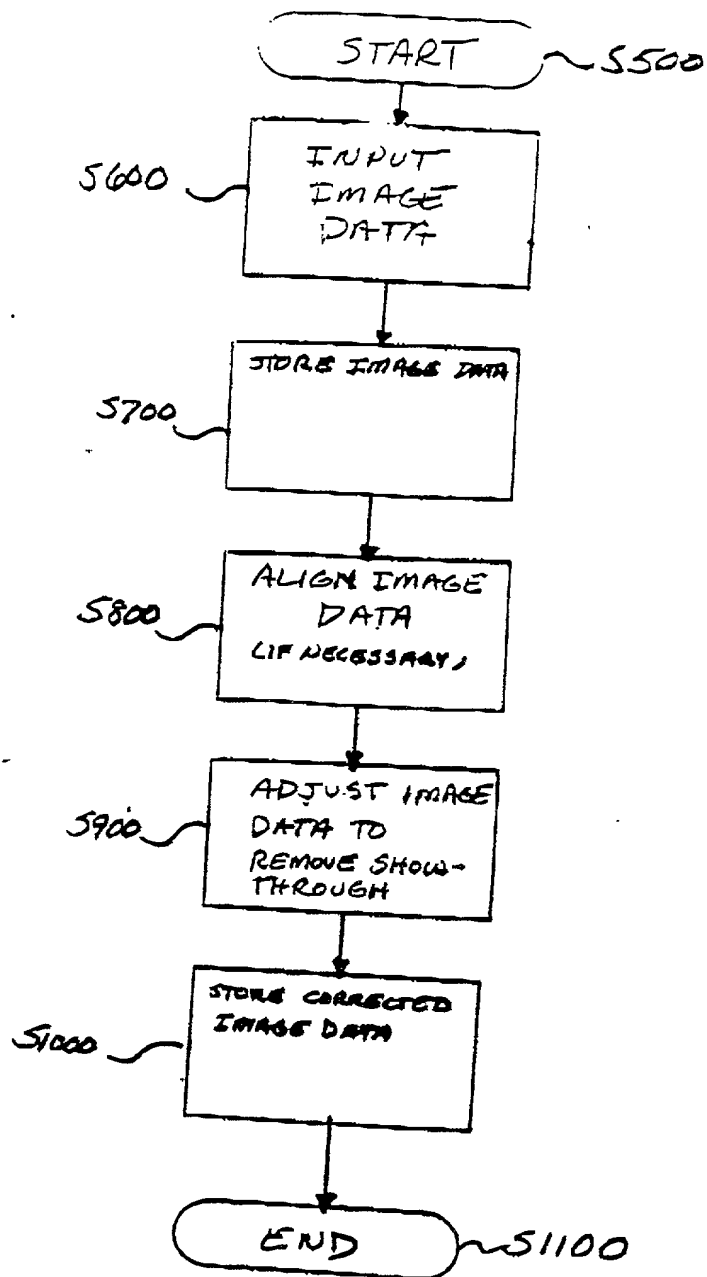 START
S500
S600
INPUT
IMAGE
DATA
STORE IMAGE DATA
S700
ALIGN IMAGE
DATA
(IF NECESSARY)
S800
ADJUST IMAGE
DATA TO
REMOVE SHOW-
THROUGH
S900
STORE CORRECTED
IMAGE DATA
S1000
END
S1100